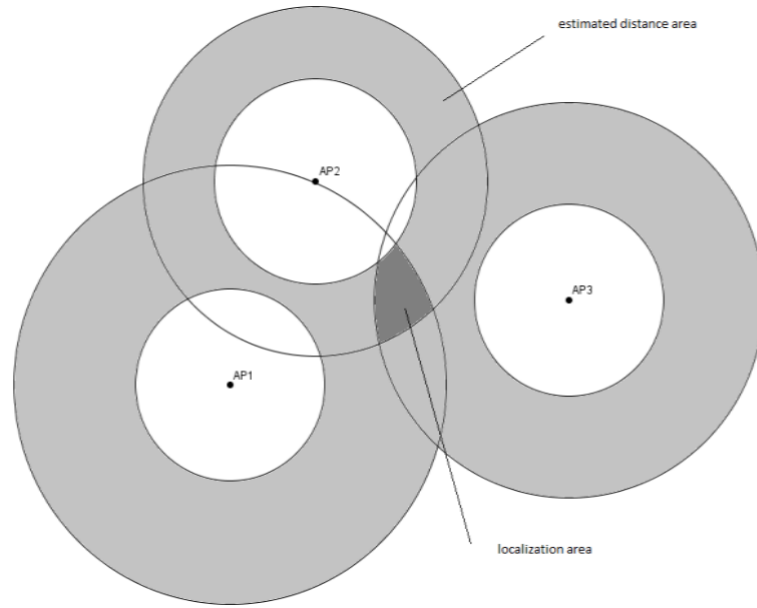 estimated distance area
AP2
AP3
AP1
localization area